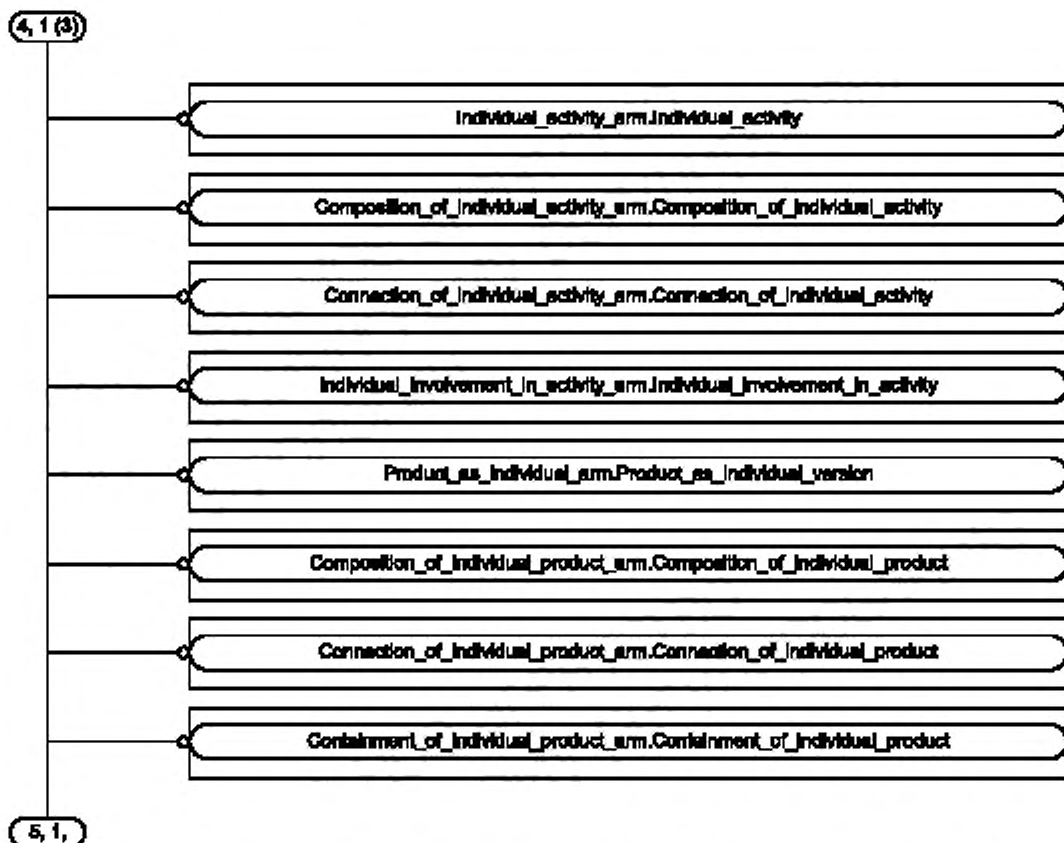 4, 1 (3)
Individual_activity_arm.Individual_activity
Composition_of_individual_activity_arm.Composition_of_individual_activity
Connection_of_individual_activity_arm.Connection_of_individual_activity
Individual_involvement_in_activity_arm.Individual_involvement_in_activity
Product_as_individual_arm.Product_as_individual_version
Composition_of_individual_product_arm.Composition_of_individual_product
Connection_of_individual_product_arm.Connection_of_individual_product
Containment_of_individual_product_arm.Containment_of_individual_product
5, 1,